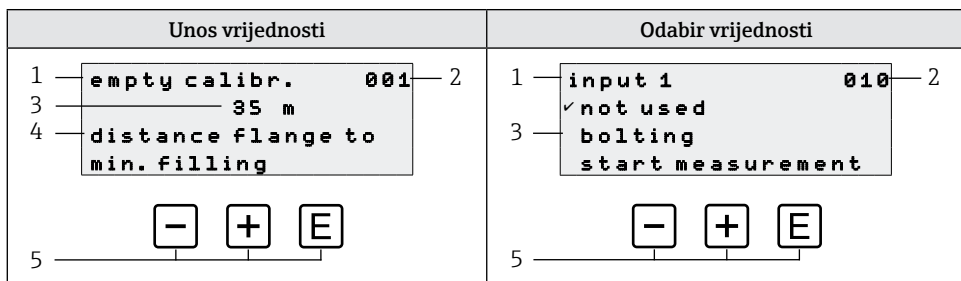 Unos vrijednosti
Odabir vrijednosti
1 empty calibr. 001 2
3 35 m
4 distance flange to
min. filling
- + E
5
1 input 1 010 2
✓ not used
3 bolting
start measurement
- + E
5